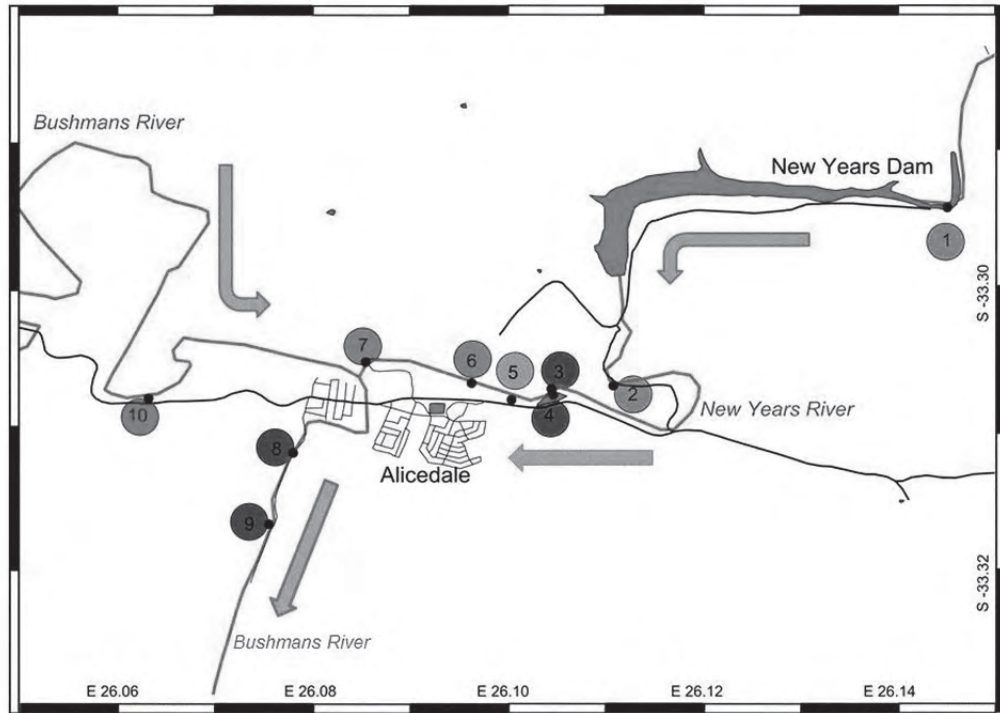 Bushmans River
New Years Dam
1
S -33.30
7
6
5
3
2
10
4
New Years River
8
Alicedale
9
S -33.32
Bushmans River
E 26.06
E 26.08
E 26.10
E 26.12
E 26.14